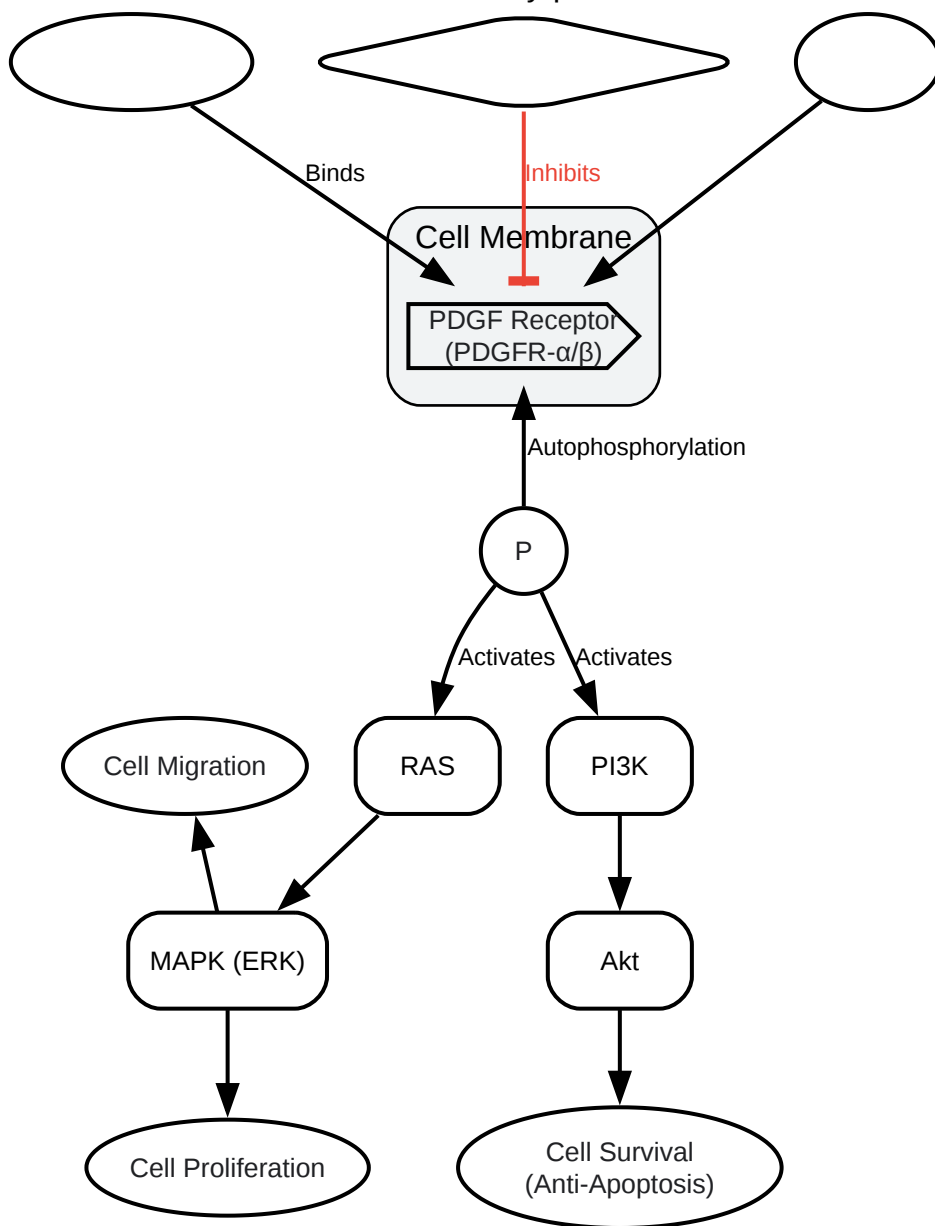 Binds
Inhibits
Cell Membrane
PDGF Receptor
(PDGFR-α/β)
Autophosphorylation
P
Activates
Activates
Cell Migration
RAS
PI3K
MAPK (ERK)
Akt
Cell Proliferation
Cell Survival
(Anti-Apoptosis)